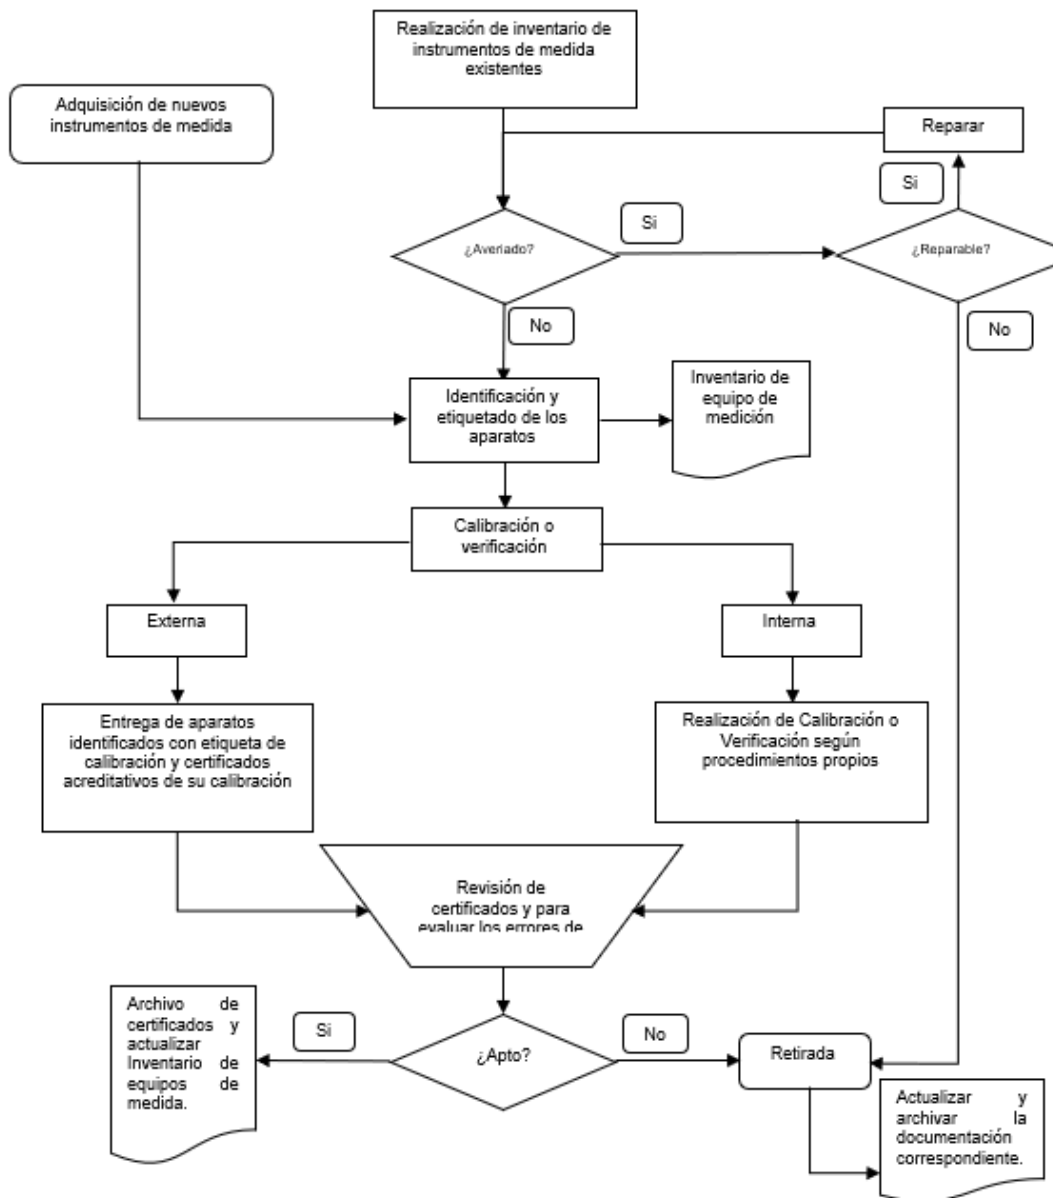 Realización de inventario de
instrumentos de medida
existentes
Adquisición de nuevos
instrumentos de medida
Reparar
Si
Si
¿Averiado?
¿Reparable?
No
No
Identificación y
etiquetado de los
aparatos
Inventario de
equipo de
medición
Calibración o
verificación
Externa
Interna
Entrega de aparatos
identificados con etiqueta de
calibración y certificados
acreditativos de su calibración
Realización de Calibración o
Verificación según
procedimientos propios
Revisión de
certificados y para
evaluar los errores de
Archivo de
certificados y
actualizar
Inventario de
equipos de
medida.
Si
¿Apto?
No
Retirada
Actualizar y
archivar la
documentación
correspondiente.